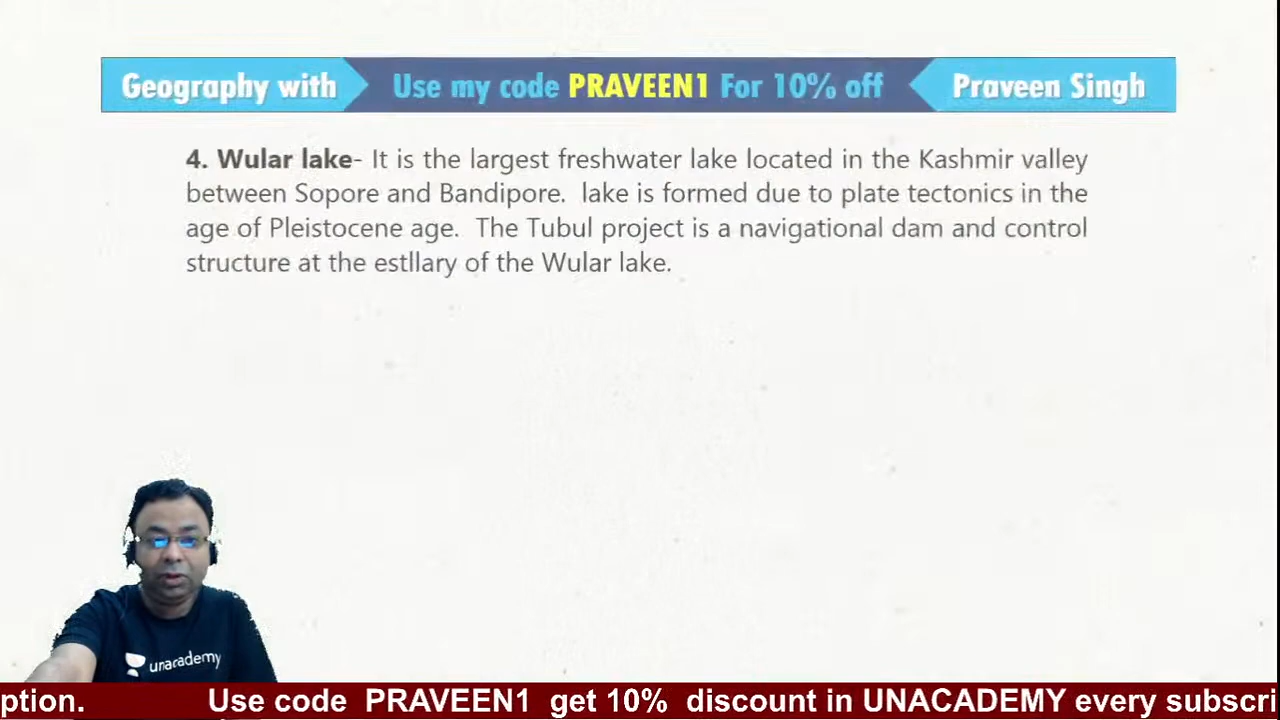 Geography with Use my code PRAVEEN1 For 10% off Praveen Singh
4. Wular lake- It is the largest freshwater lake located in the Kashmir valley
between Sopore and Bandipore. lake is formed due to plate tectonics in the
age of Pleistocene age. The Tubul project is a navigational dam and control
structure at the estllary of the Wular lake.
unacademy
ption. Use code PRAVEEN1 get 10% discount in UNACADEMY every subscri